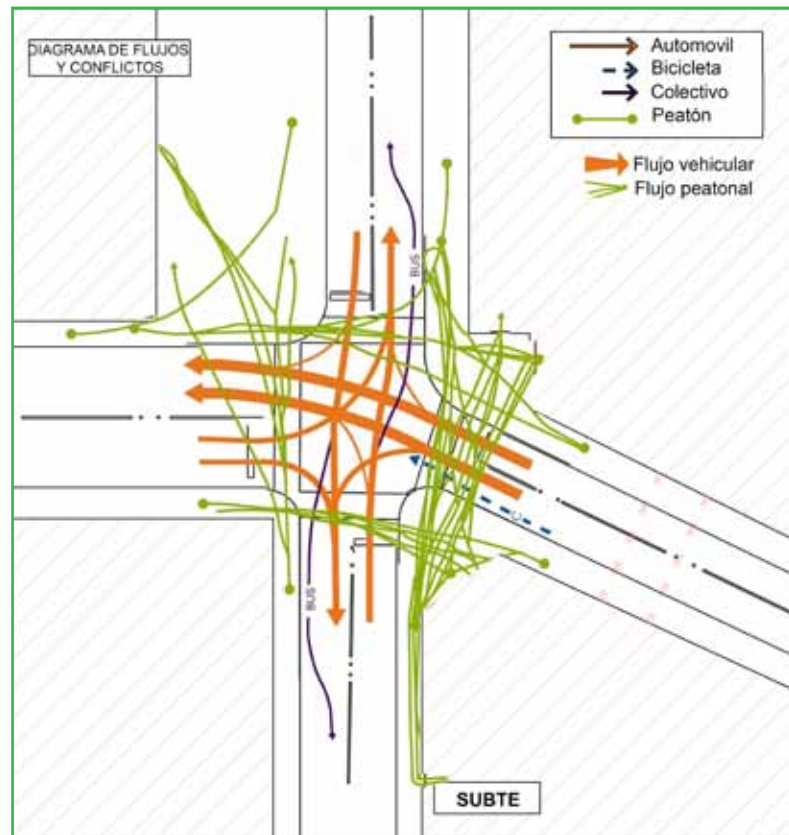 DIAGRAMA DE FLUJOS
Y CONFLICTOS
Automovil
Bicicleta
Colectivo
Peatón
Flujo vehicular
Flujo peatonal
BUS
BUS
SUBTE